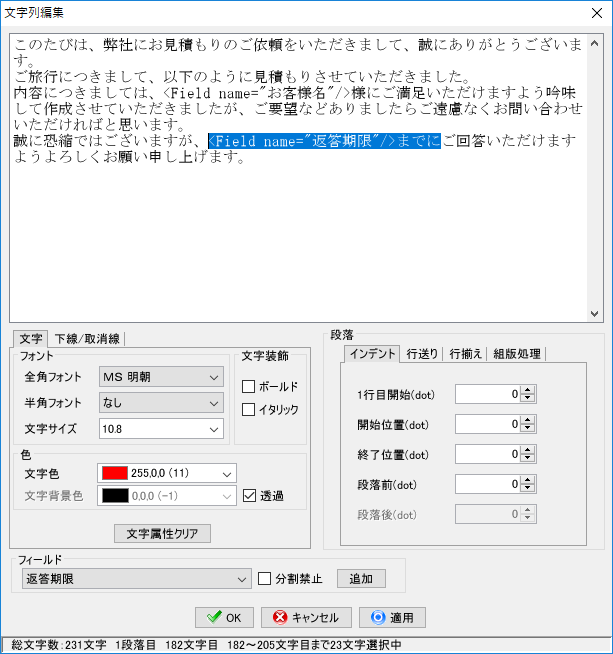 文字列編集
このたびは、弊社にお見積もりのご依頼をいただきまして、誠にありがとうございま
す。
ご旅行につきまして、以下のように見積もりさせていただきました。
内容につきましては、<Field name="お客様名"/>様にご満足いただけますよう吟味
して作成させていただきましたが、ご要望などありましたらご遠慮なくお問い合わせ
いただければと思います。
誠に恐縮ではございますが、<Field name="返答期限"/>までにご回答いただけます
ようよろしくお願い申し上げます。
文字 下線/取消線
フォント
全角フォント MS 明朝
半角フォント なし
文字サイズ 10.8
文字装飾
ボールド
イタリック
色
文字色 255,0,0 (11)
文字背景色 0,0,0 (-1) 透過
文字属性クリア
段落
インデント 行送り 行揃え 組版処理
1行目開始(dot) 0
開始位置(dot) 0
終了位置(dot) 0
段落前(dot) 0
段落後(dot) 0
フィールド
返答期限 分割禁止 追加
OK キャンセル 適用
総文字数:231文字 1段落目 182文字目 182～205文字目まで23文字選択中